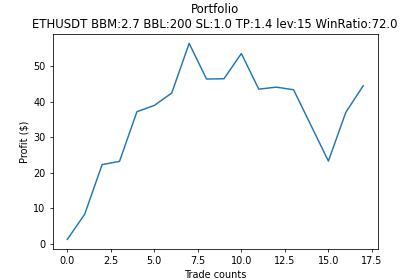 Portfolio
ETHUSDT BBM:2.7 BBL:200 SL:1.0 TP:1.4 lev:15 WinRatio:72.0
50
40
30
20
10
0
Profit ($)
0.0 2.5 5.0 7.5 10.0 12.5 15.0 17.5
Trade counts